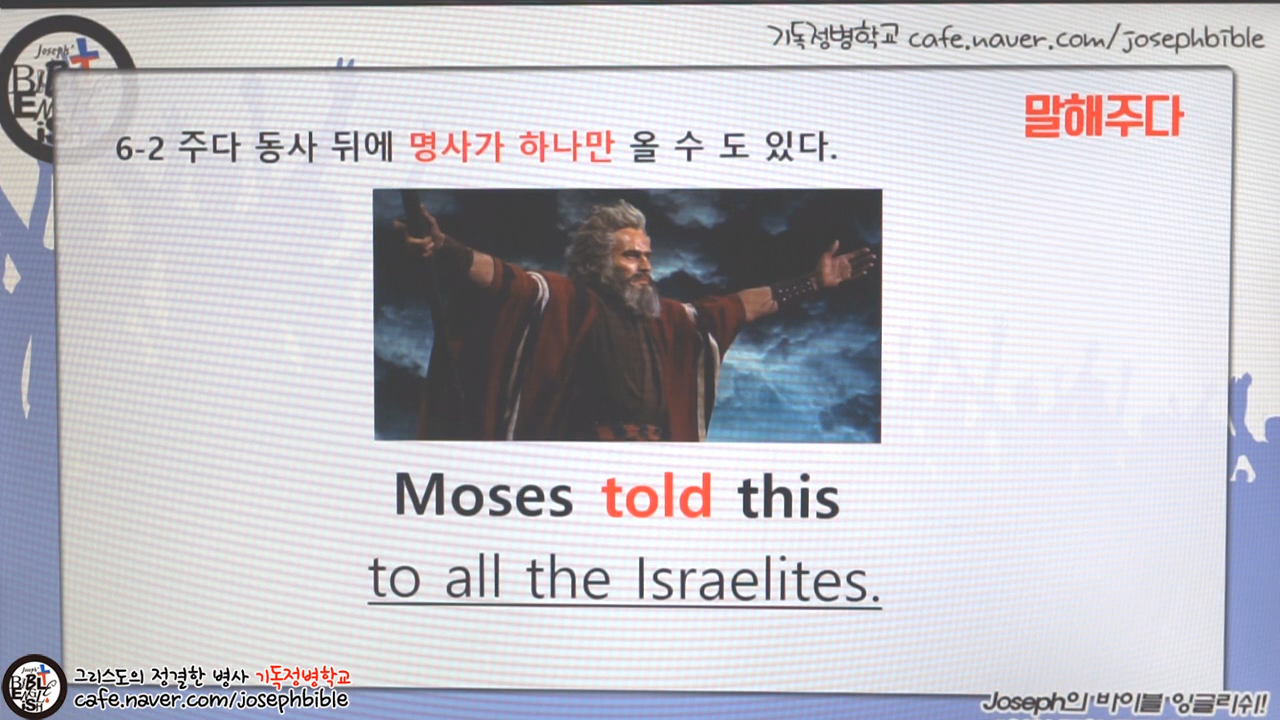 기독정병학교 cafe.naver.com/josephbible
Joseph'
말해주다
6-2 주다 동사 뒤에 명사가 하나만 올 수 도 있다.
Moses told this
to all the Israelites.
그리스도의 정결한 병사 기독정병학교
cafe.naver.com/josephbible
Joseph의 바이블 잉글리쉬!